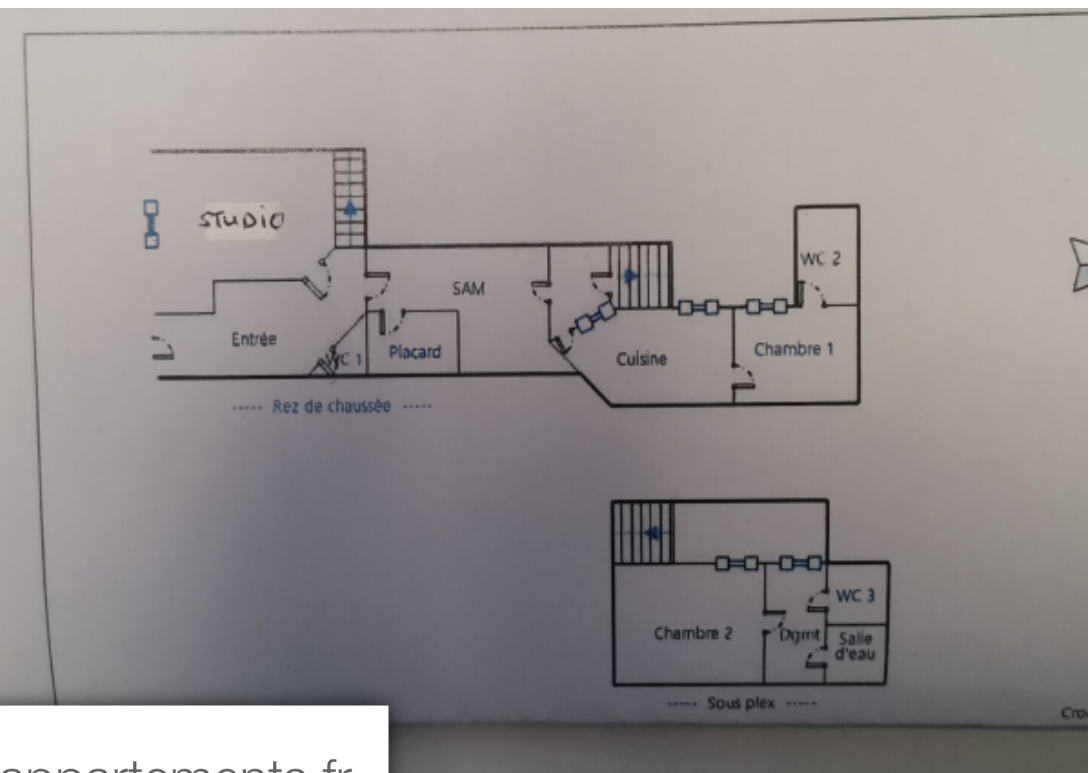 STUDIO
WC 2
SAM
Entrée
WC 1
Placard
Cuisine
Chambre 1
----- Rez de chaussée -----
WC 3
Chambre 2
Dgmt
Salle
d'eau
----- Sous plex -----